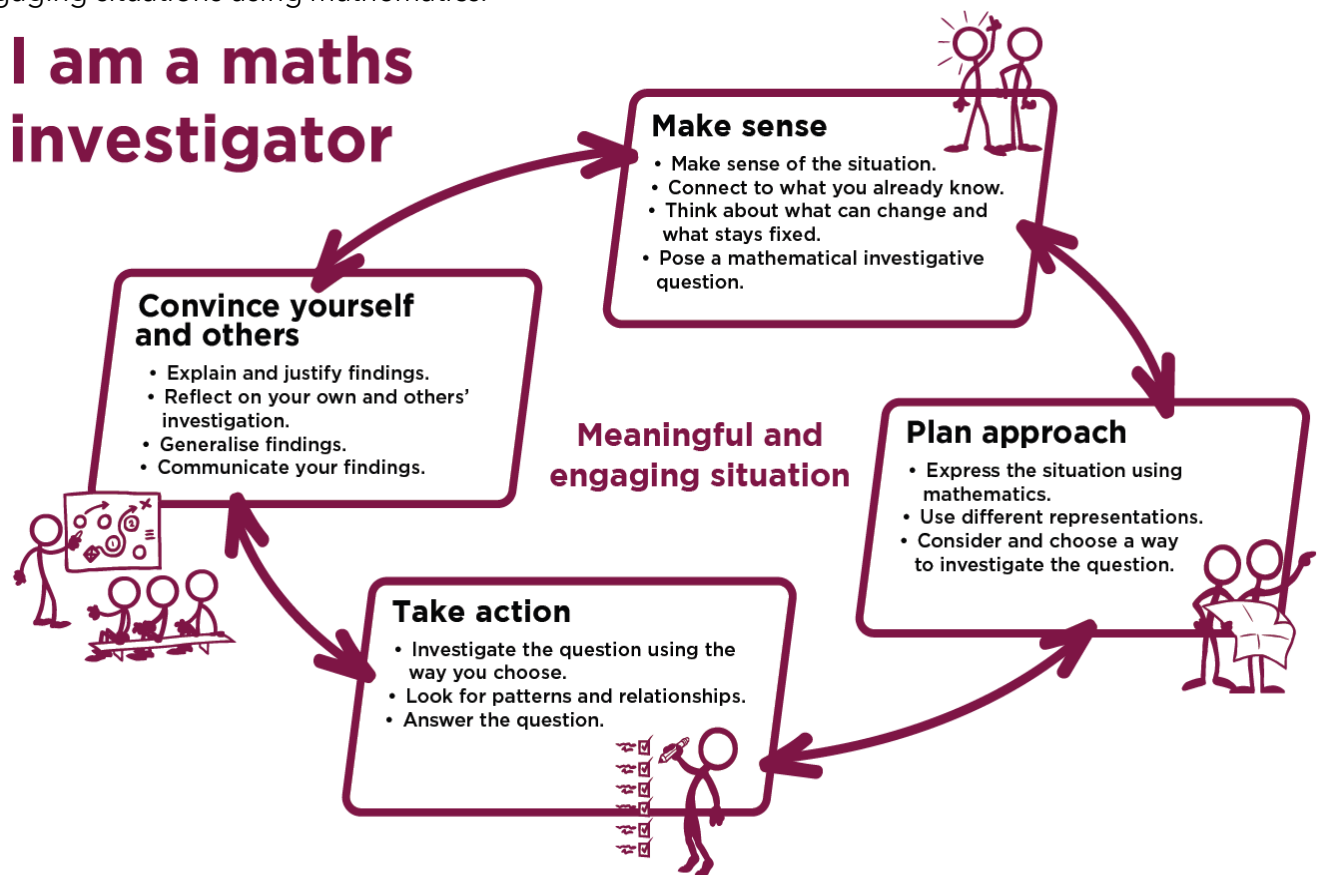 gaging situations using mathematics.
I am a maths
investigator
Make sense
• Make sense of the situation.
• Connect to what you already know.
• Think about what can change and
what stays fixed.
• Pose a mathematical investigative
question.
Plan approach
• Express the situation using
mathematics.
• Use different representations.
• Consider and choose a way
to investigate the question.
Take action
• Investigate the question using the
way you choose.
• Look for patterns and relationships.
• Answer the question.
Convince yourself
and others
• Explain and justify findings.
• Reflect on your own and others’
investigation.
• Generalise findings.
• Communicate your findings.
Meaningful and
engaging situation